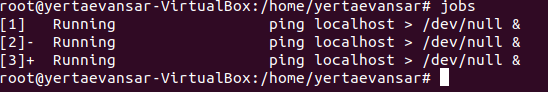 root@yertaevansar-VirtualBox:/home/yertaevansar# jobs
[1]   Running                 ping localhost > /dev/null &
[2]-  Running                 ping localhost > /dev/null &
[3]+  Running                 ping localhost > /dev/null &
root@yertaevansar-VirtualBox:/home/yertaevansar#